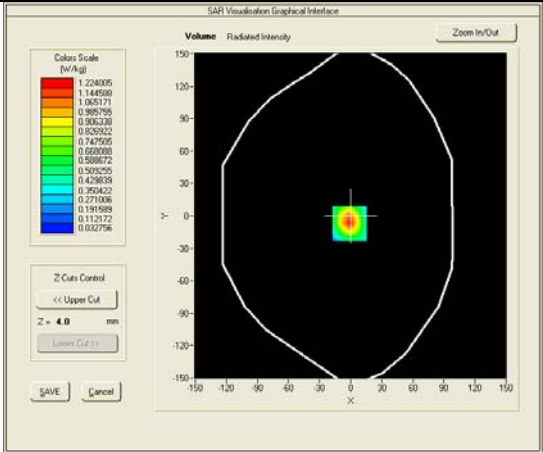 SAR Visualisation Graphical Interface
Volume Radiated Intensity
Zoom In/Out
Colors Scale
(W/kg)
1.224005
1.144588
1.065171
0.985755
0.906338
0.826922
0.747505
0.668088
0.588672
0.509255
0.429839
0.350422
0.271006
0.191589
0.112172
0.032756
Z-Cuts Control
<< Upper Cut
Z = 4.0 mm
Lower Cut >>
SAVE Cancel
150
120
90
60
30
0
-30
-60
-90
-120
-150
Y
-150 -120 -90 -60 -30 0 30 60 90 120 150
X